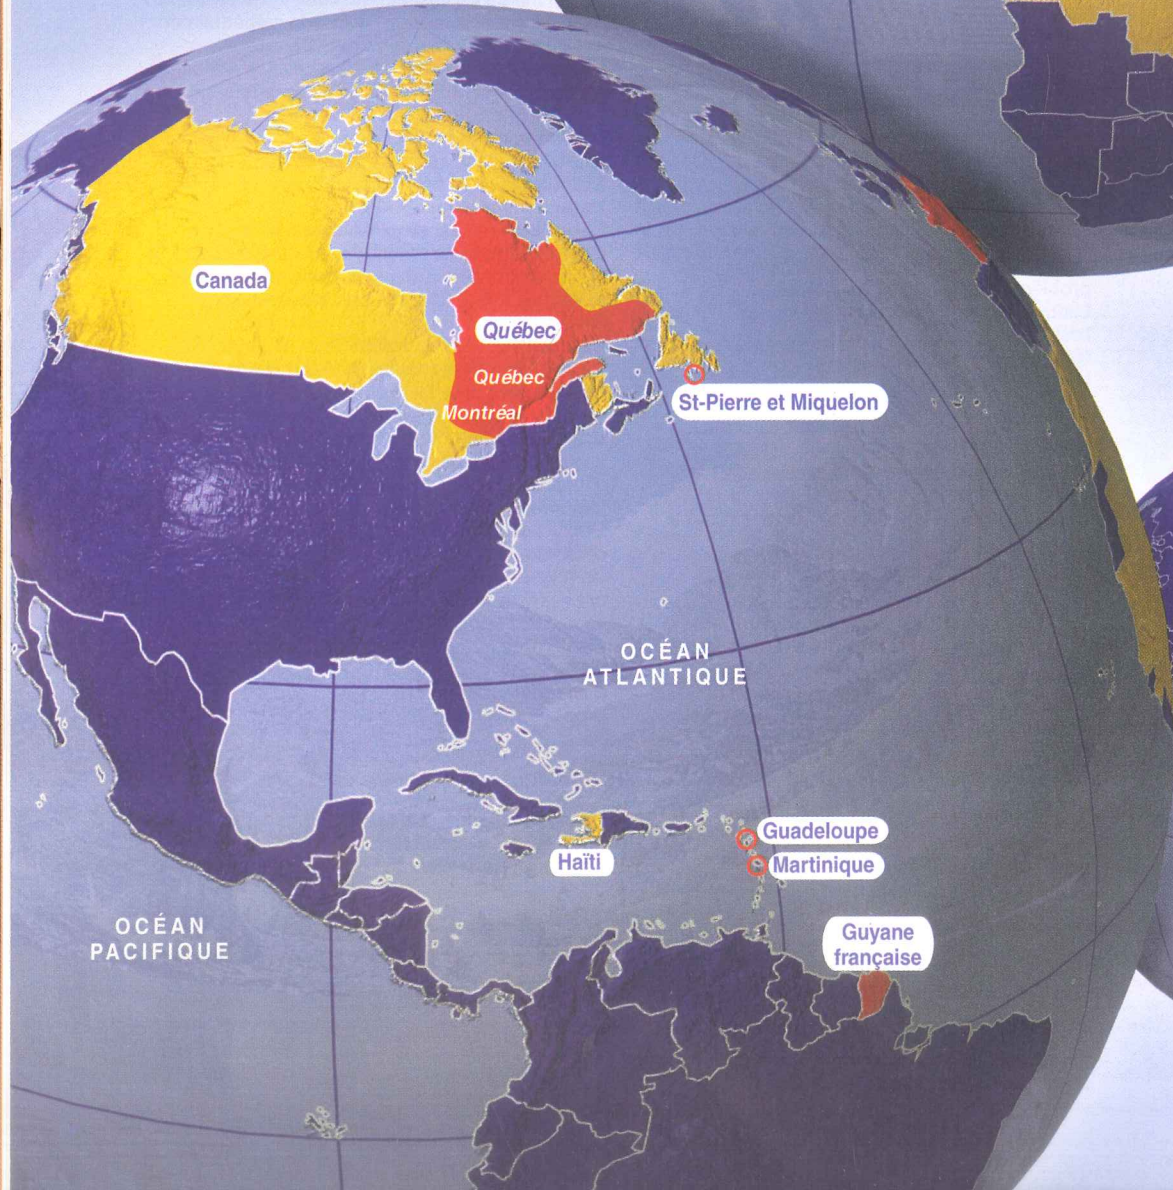 Canada
Québec
Québec
Montréal
St-Pierre et Miquelon
OCÉAN
ATLANTIQUE
Guadeloupe
Haïti
Martinique
OCÉAN
PACIFIQUE
Guyane
française